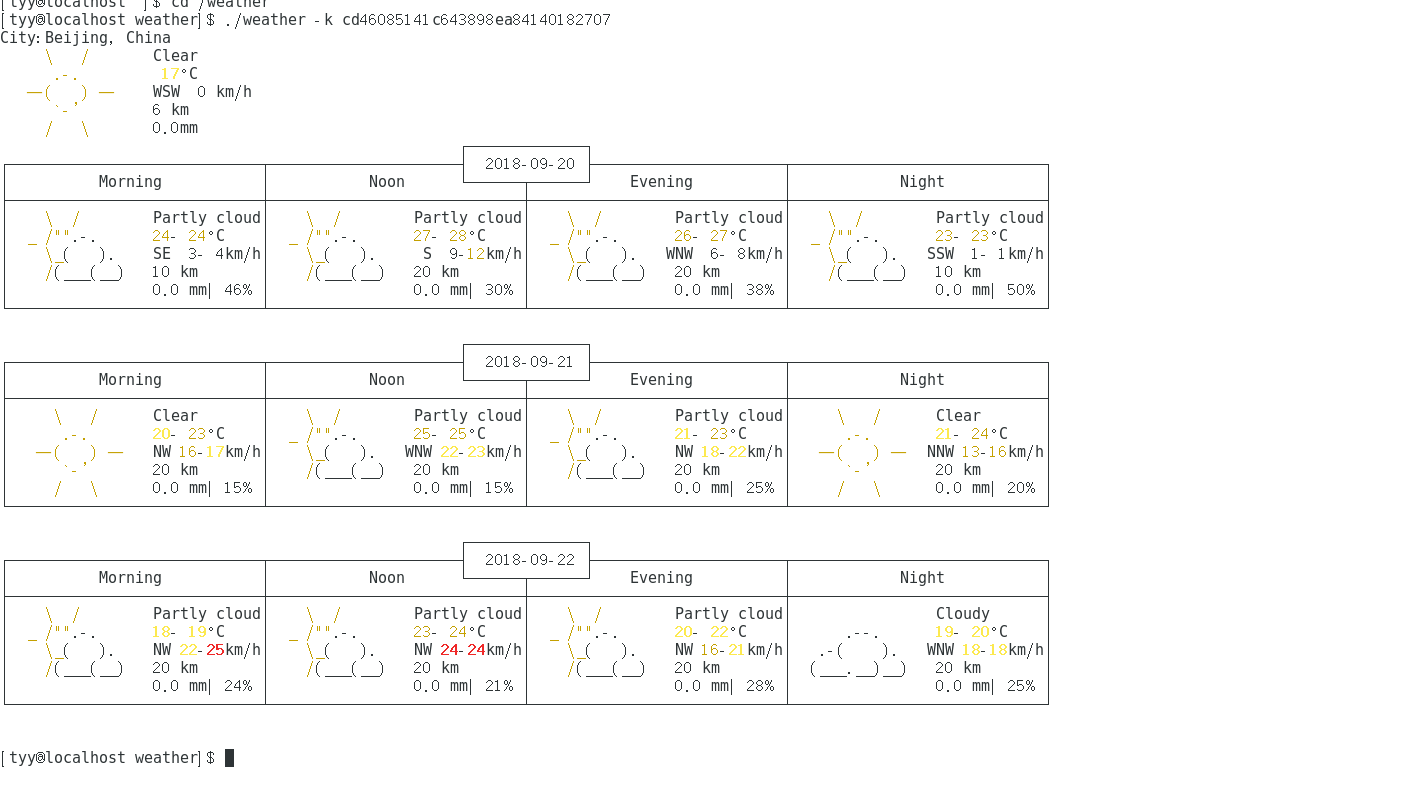 [tyy@localhost ~]$ cd /weather
[tyy@localhost weather]$ ./weather -k cd46085141c643898ea84140182707
City:Beijing, China
Clear
17°C
WSW 0 km/h
6 km
0.0mm
2018-09-20
Morning Noon Evening Night
Partly cloud Partly cloud Partly cloud Partly cloud
24- 24°C 27- 28°C 26- 27°C 23- 23°C
SE 3- 4km/h S 9-12km/h WNW 6- 8km/h SSW 1- 1km/h
10 km 20 km 20 km 10 km
0.0 mm| 46% 0.0 mm| 30% 0.0 mm| 38% 0.0 mm| 50%
2018-09-21
Morning Noon Evening Night
Clear Partly cloud Partly cloud Clear
20- 23°C 25- 25°C 21- 23°C 21- 24°C
NW 16-17km/h WNW 22-23km/h NW 18-22km/h NNW 13-16km/h
20 km 20 km 20 km 20 km
0.0 mm| 15% 0.0 mm| 15% 0.0 mm| 25% 0.0 mm| 20%
2018-09-22
Morning Noon Evening Night
Partly cloud Partly cloud Partly cloud Cloudy
18- 19°C 23- 24°C 20- 22°C 19- 20°C
NW 22-25km/h NW 24-24km/h NW 16-21km/h WNW 18-18km/h
20 km 20 km 20 km 20 km
0.0 mm| 24% 0.0 mm| 21% 0.0 mm| 28% 0.0 mm| 25%
[tyy@localhost weather]$